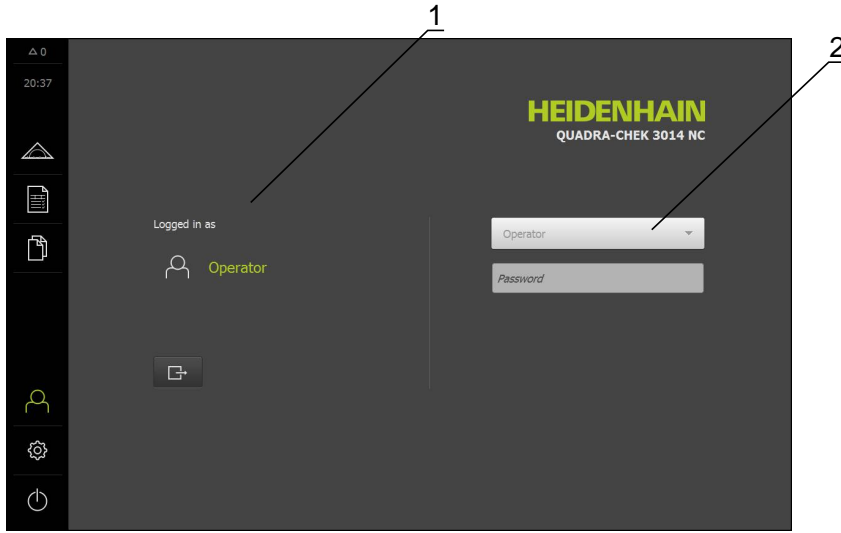 1
2
△ 0
20:37
HEIDENHAIN
QUADRA-CHEK 3014 NC
Logged in as
Operator
Operator
Password